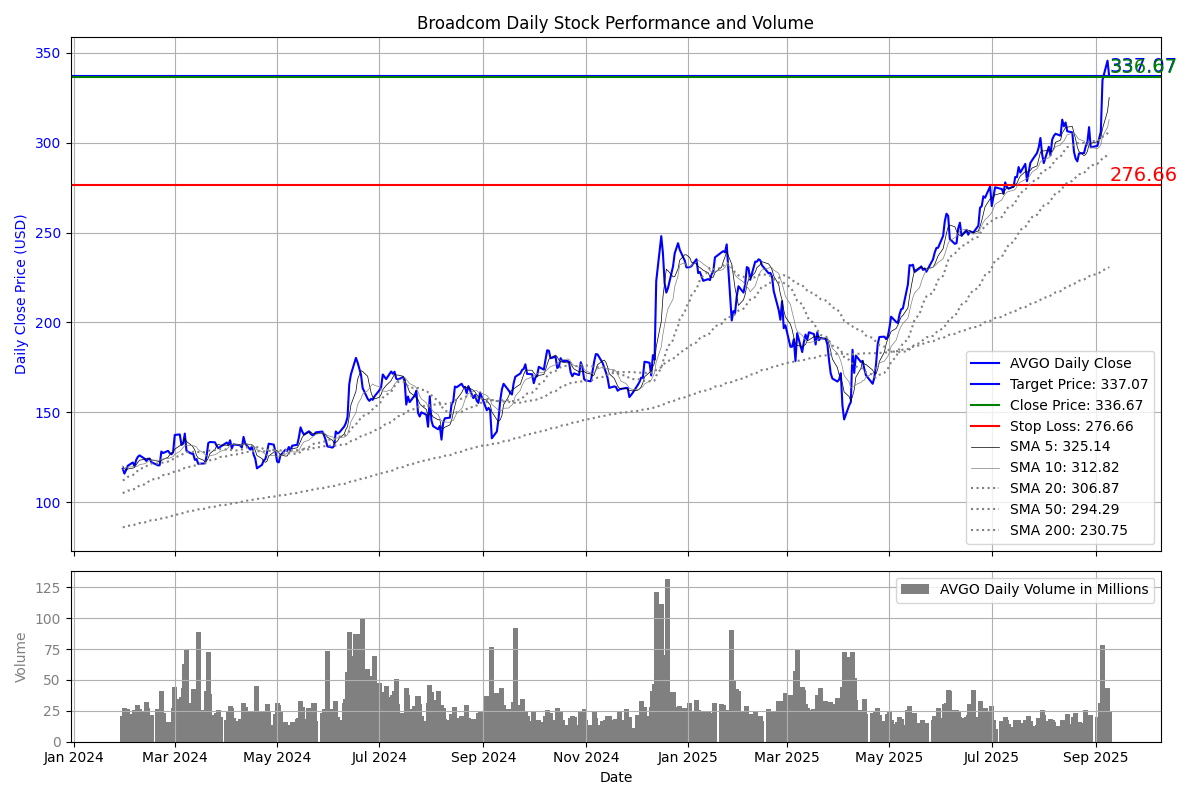 Broadcom Daily Stock Performance and Volume
350
300
250
200
150
100
Daily Close Price (USD)
337.07
336.67
276.66
AVGO Daily Close
Target Price: 337.07
Close Price: 336.67
Stop Loss: 276.66
SMA 5: 325.14
SMA 10: 312.82
SMA 20: 306.87
SMA 50: 294.29
SMA 200: 230.75
125
100
75
50
25
0
Volume
AVGO Daily Volume in Millions
Jan 2024 Mar 2024 May 2024 Jul 2024 Sep 2024 Nov 2024 Jan 2025 Mar 2025 May 2025 Jul 2025 Sep 2025
Date